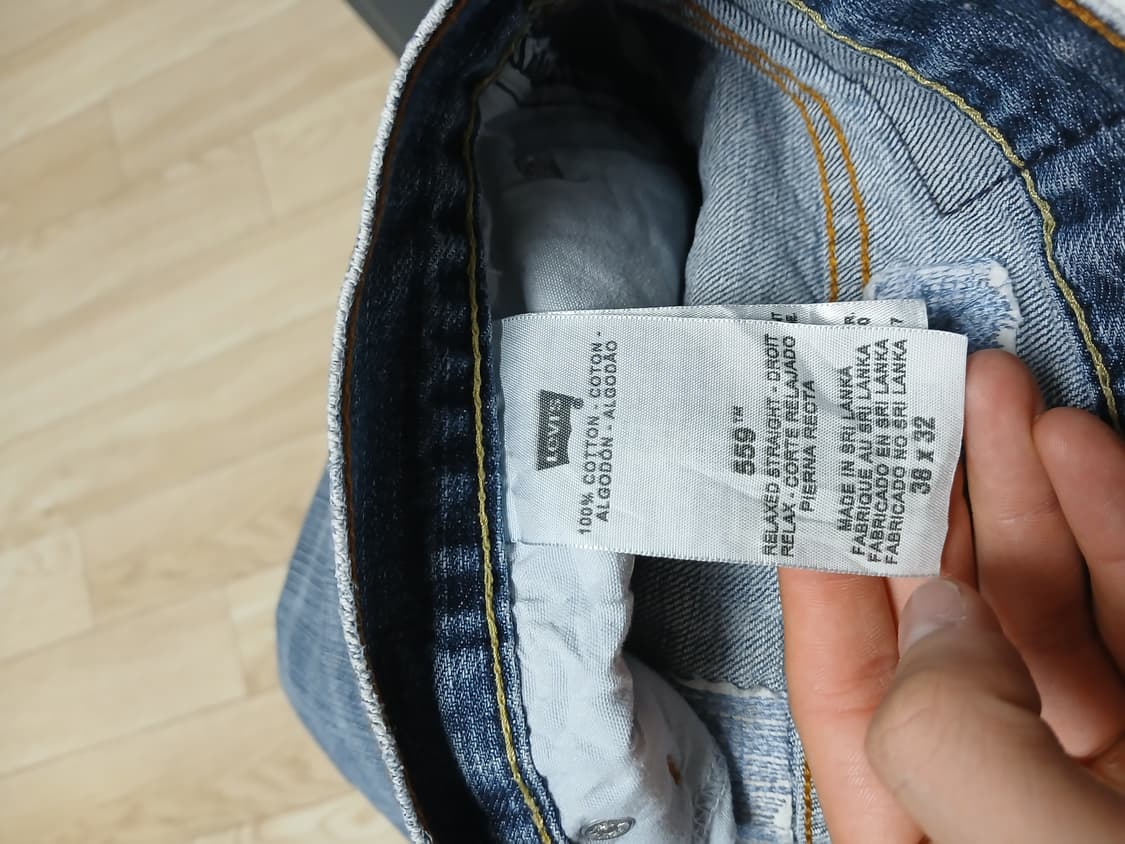 LEVI'S®
100% COTTON - COTON -
ALGODÓN - ALGODÃO
559™
RELAXED STRAIGHT - DROIT
RELAX - CORTE RELAJADO
PIERNA RECTA
MADE IN SRI LANKA
FABRIQUE AU SRI LANKA
FABRICADO EN SRI LANKA
FABRICADO NO SRI LANKA
36 x 32